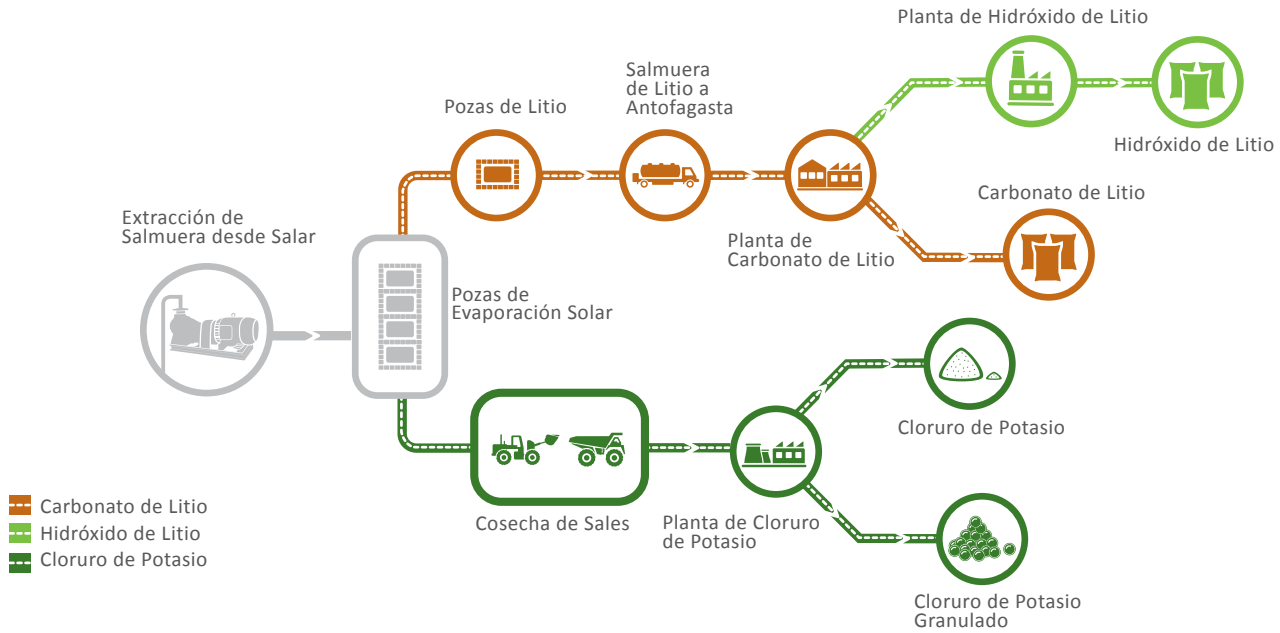 Planta de Hidróxido de Litio
Salmuera
de Litio a
Antofagasta
Pozas de Litio
Hidróxido de Litio
Carbonato de Litio
Extracción de
Salmuera desde Salar
Planta de
Carbonato de Litio
Pozas de
Evaporación Solar
Cloruro de Potasio
Cosecha de Sales
Planta de Cloruro
de Potasio
Cloruro de Potasio
Granulado
Carbonato de Litio
Hidróxido de Litio
Cloruro de Potasio